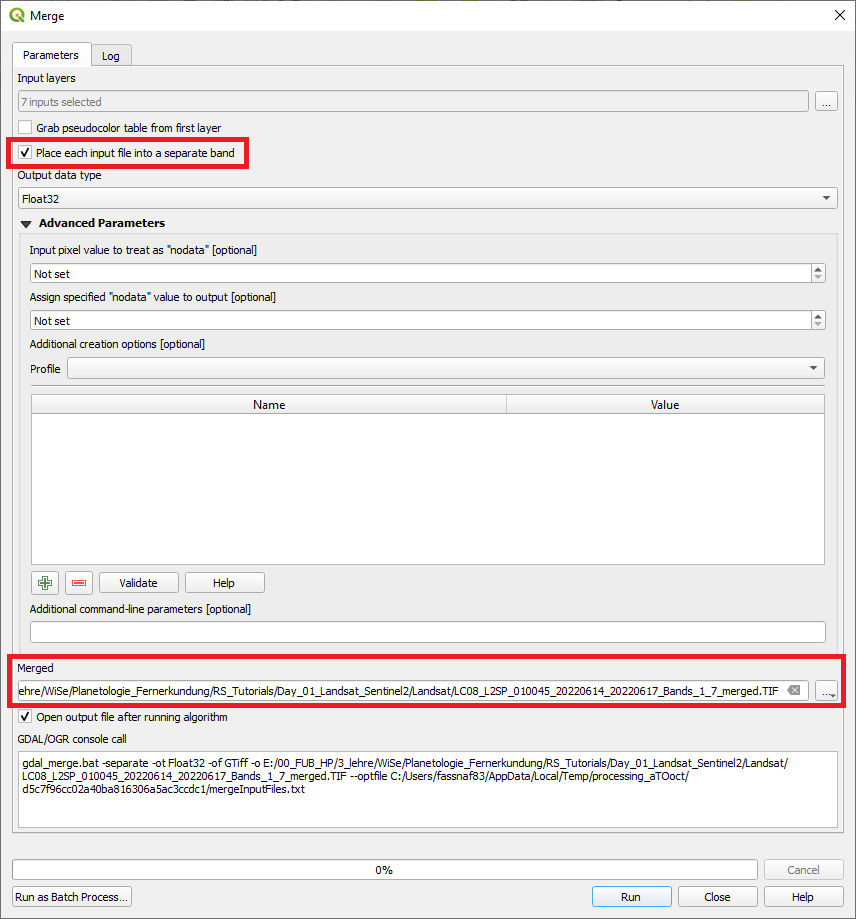 Merge
Parameters
Log
Input layers
7 inputs selected
...
Grab pseudocolor table from first layer
Place each input file into a separate band
Output data type
Float32
Advanced Parameters
Input pixel value to treat as "nodata" [optional]
Not set
Assign specified "nodata" value to output [optional]
Not set
Additional creation options [optional]
Profile
Name Value
Validate Help
Additional command-line parameters [optional]
Merged
ehre/WiSe/Planetologie_Fernerkundung/RS_Tutorials/Day_01_Landsat_Sentinel2/Landsat/LC08_L2SP_010045_20220614_20220617_Bands_1_7_merged.TIF ...
Open output file after running algorithm
GDAL/OGR console call
gdal_merge.bat -separate -ot Float32 -of GTiff -o E:/00_FUB_HP/3_lehre/WiSe/Planetologie_Fernerkundung/RS_Tutorials/Day_01_Landsat_Sentinel2/Landsat/
LC08_L2SP_010045_20220614_20220617_Bands_1_7_merged.TIF --optfile C:/Users/fassnaf83/AppData/Local/Temp/processing_aTOoct/
d5c7f96cc02a40ba816306a5ac3ccdc1/mergeInputFiles.txt
0%
Cancel
Run as Batch Process...
Run
Close
Help